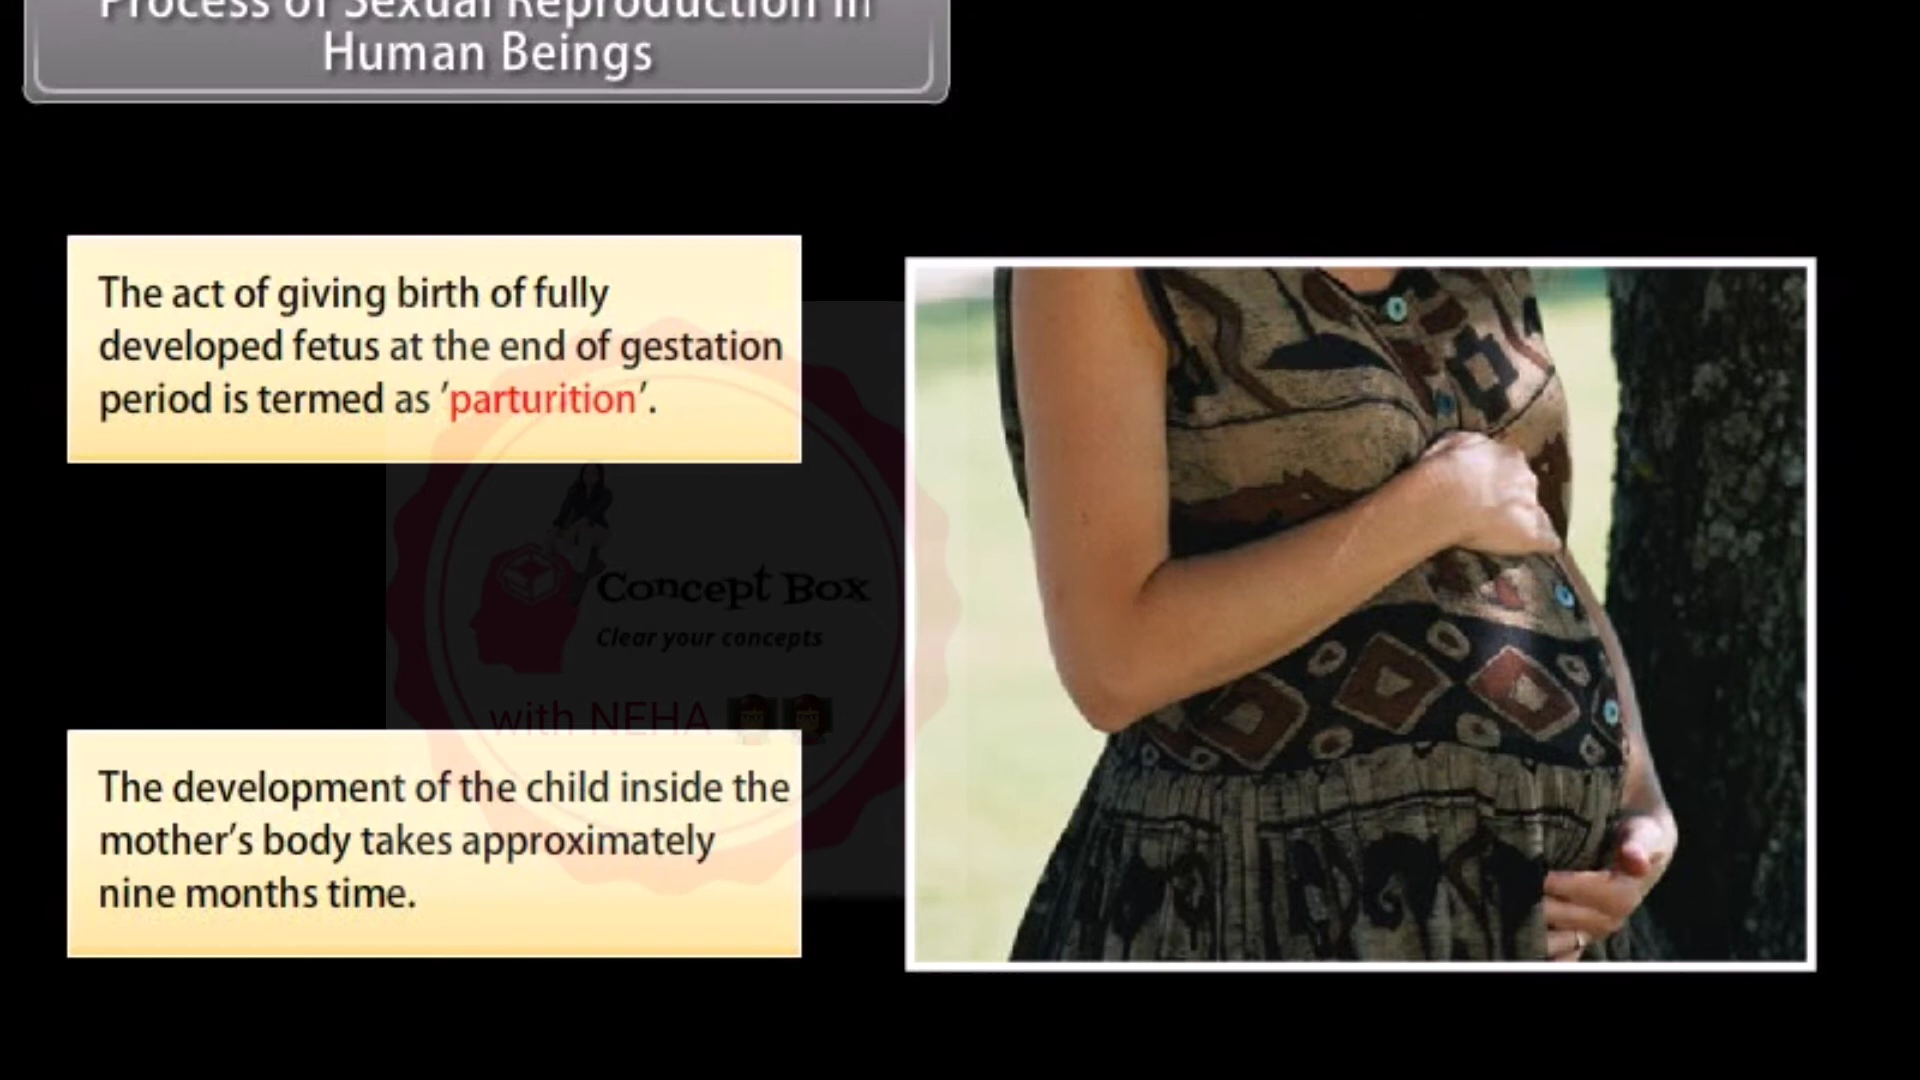 Process of Sexual Reproduction in
Human Beings
The act of giving birth of fully
developed fetus at the end of gestation
period is termed as ‘parturition’.
Concept Box
Clear your concepts
with NEHA
The development of the child inside the
mother’s body takes approximately
nine months time.